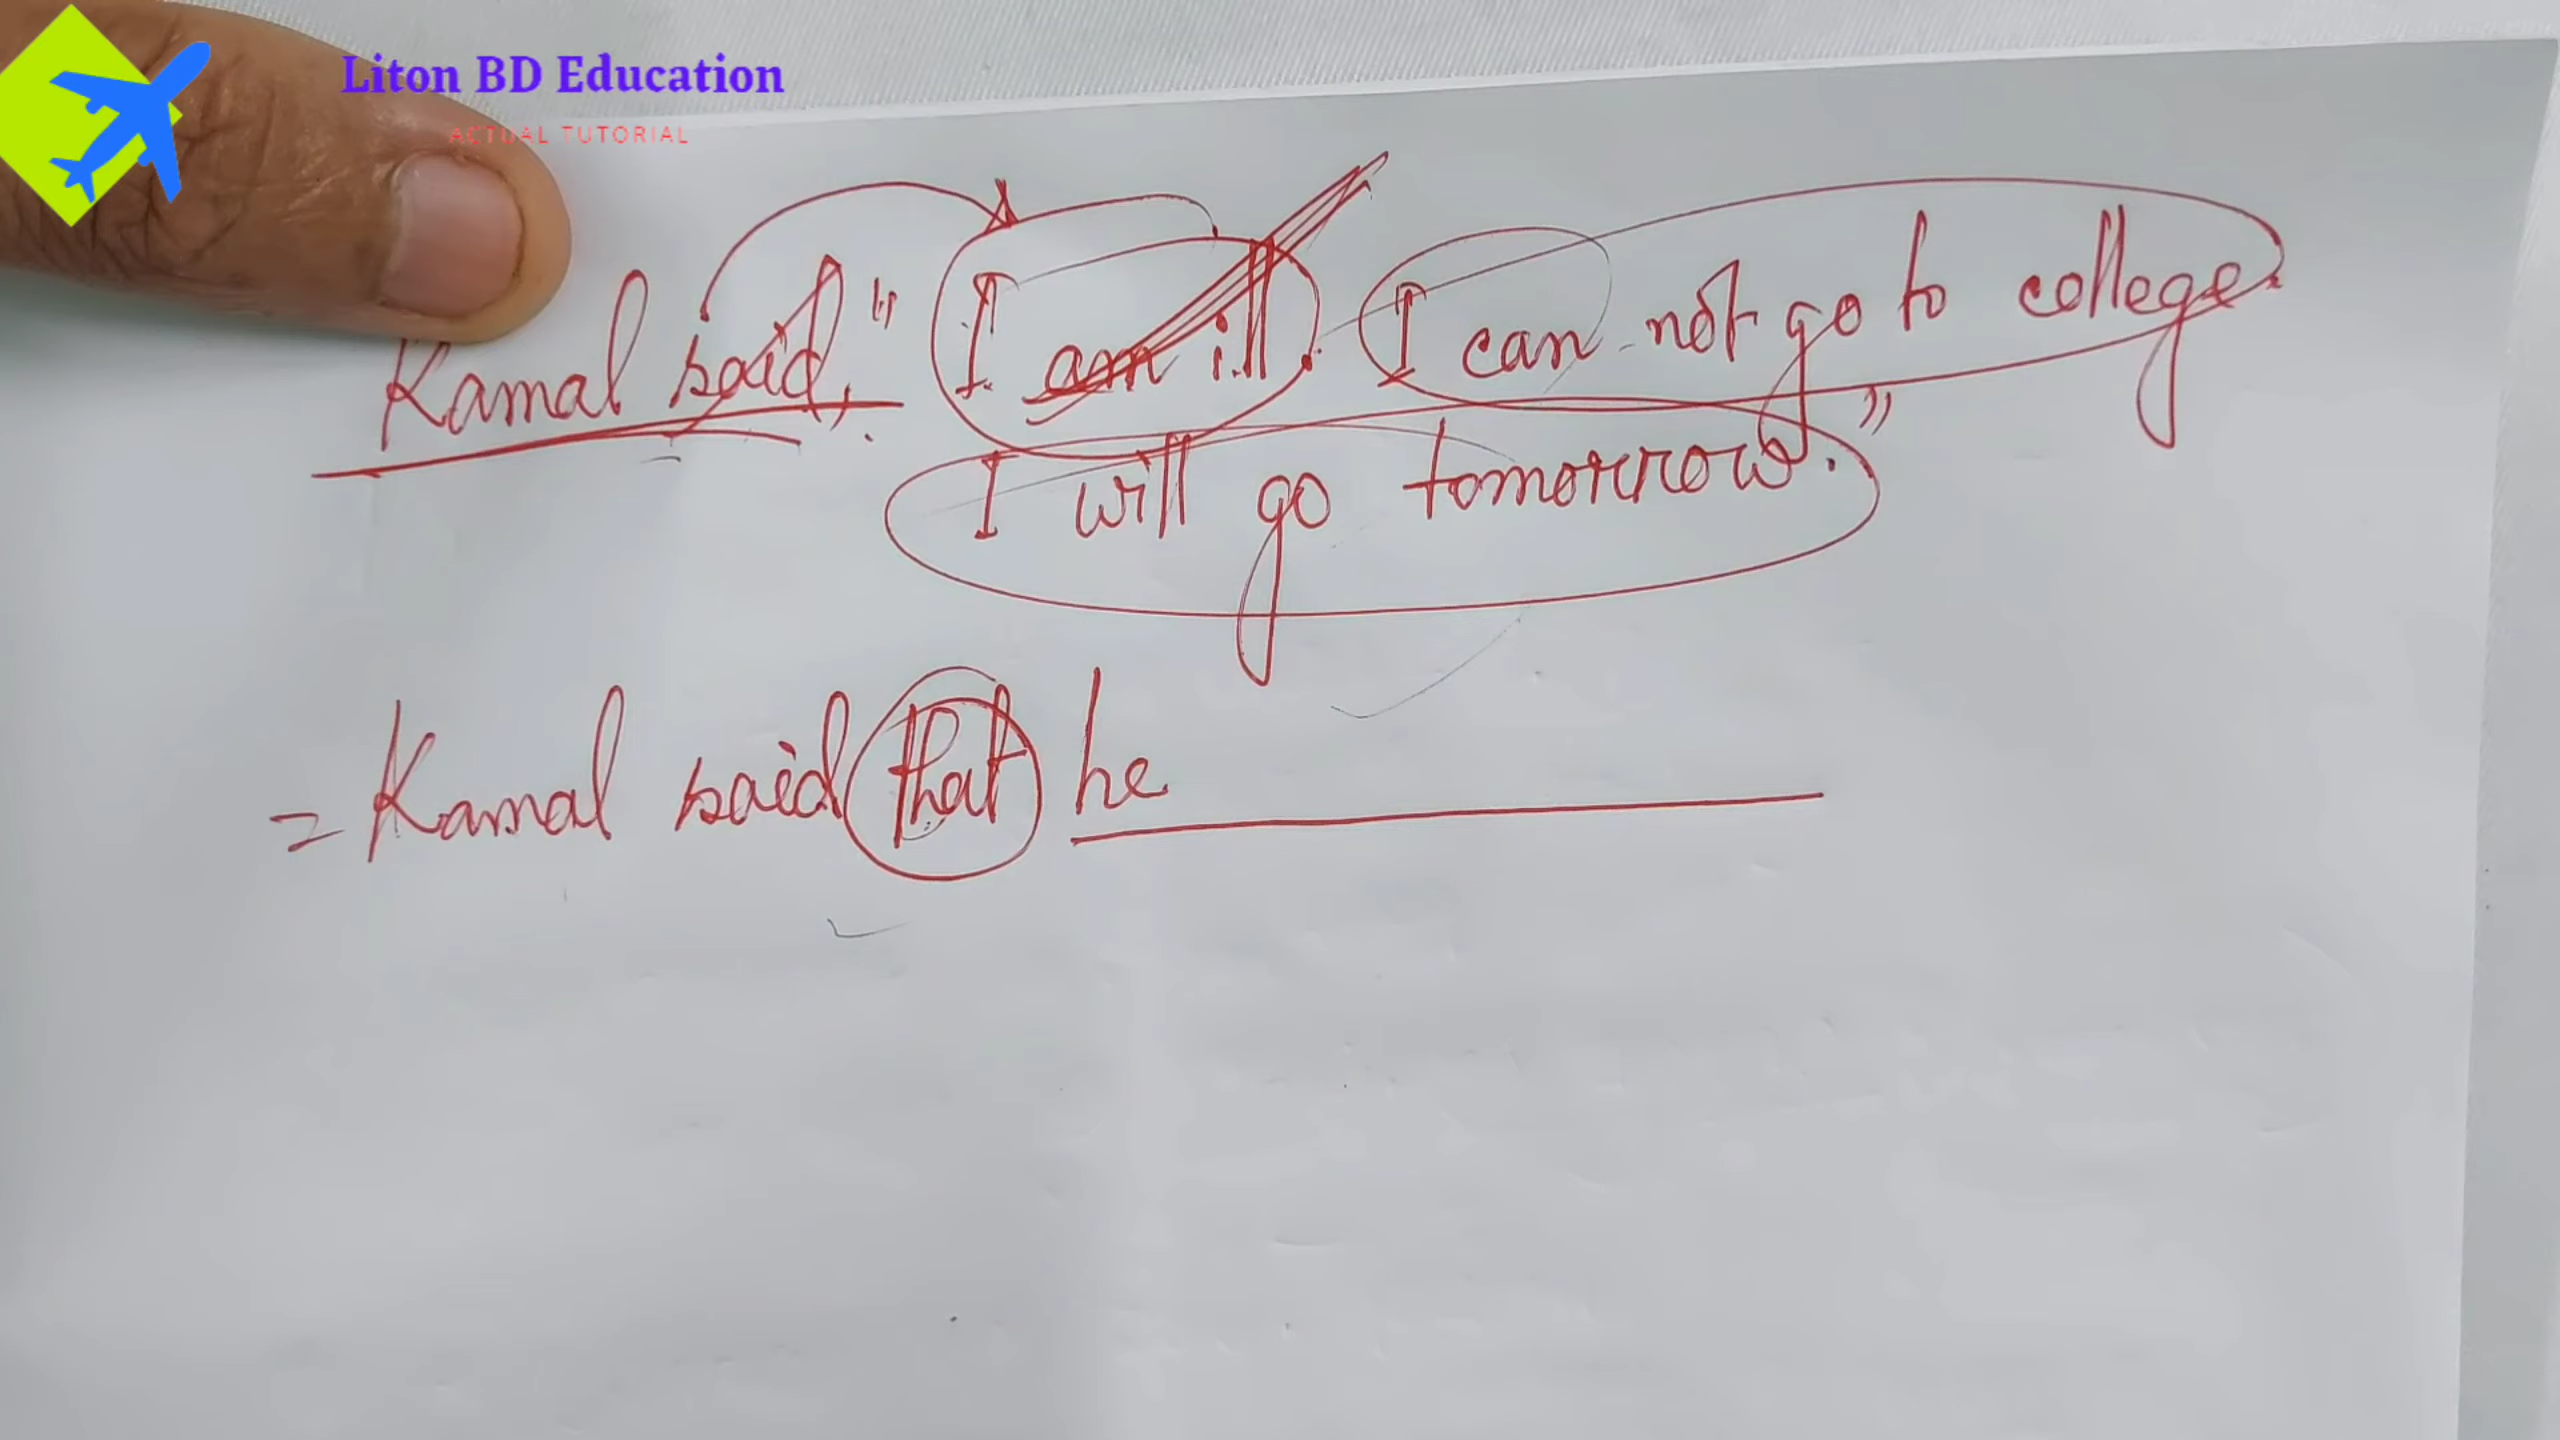 Liton BD Education
ACTUAL TUTORIAL
Kamal said, "I am ill. I can not go to college.
I will go tomorrow."
= Kamal said that he